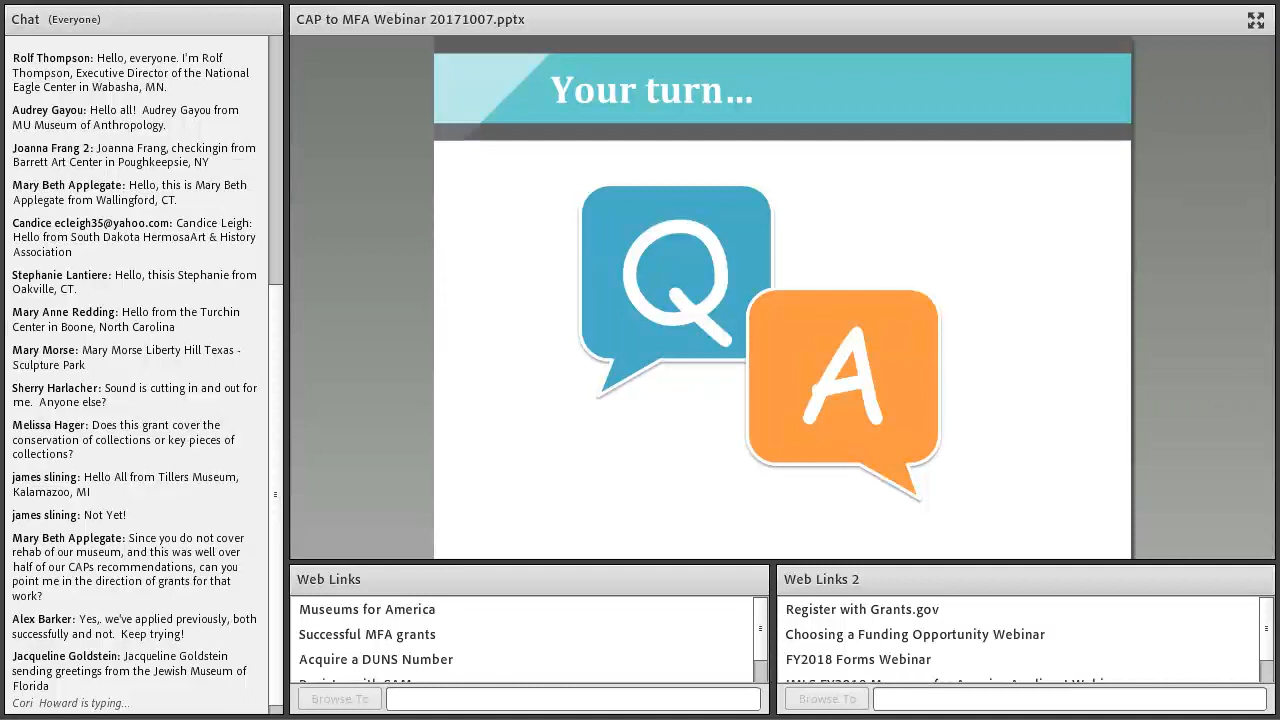 Chat (Everyone)
Rolf Thompson: Hello, everyone. I'm Rolf
Thompson, Executive Director of the National
Eagle Center in Wabasha, MN.
Audrey Gayou: Hello all!  Audrey Gayou from
MU Museum of Anthropology.
Joanna Frang 2: Joanna Frang, checkingin from
Barrett Art Center in Poughkeepsie, NY
Mary Beth Applegate: Hello, this is Mary Beth
Applegate from Wallingford, CT.
Candice ecleigh35@yahoo.com: Candice Leigh:
Hello from South Dakota HermosaArt & History
Association
Stephanie Lantiere: Hello, thisis Stephanie from
Oakville, CT.
Mary Anne Redding: Hello from the Turchin
Center in Boone, North Carolina
Mary Morse: Mary Morse Liberty Hill Texas -
Sculpture Park
Sherry Harlacher: Sound is cutting in and out for
me.  Anyone else?
Melissa Hager: Does this grant cover the
conservation of collections or key pieces of
collections?
james slining: Hello All from Tillers Museum,
Kalamazoo, MI
james slining: Not Yet!
Mary Beth Applegate: Since you do not cover
rehab of our museum, and this was well over
half of our CAPs recommendations, can you
point me in the direction of grants for that
work?
Alex Barker: Yes,. we've applied previously, both
successfully and not.  Keep trying!
Jacqueline Goldstein: Jacqueline Goldstein
sending greetings from the Jewish Museum of
Florida
Cori  Howard is typing...
CAP to MFA Webinar 20171007.pptx
Your turn...
Q
A
Web Links
Museums for America
Successful MFA grants
Acquire a DUNS Number
Browse To
Web Links 2
Register with Grants.gov
Choosing a Funding Opportunity Webinar
FY2018 Forms Webinar
Browse To